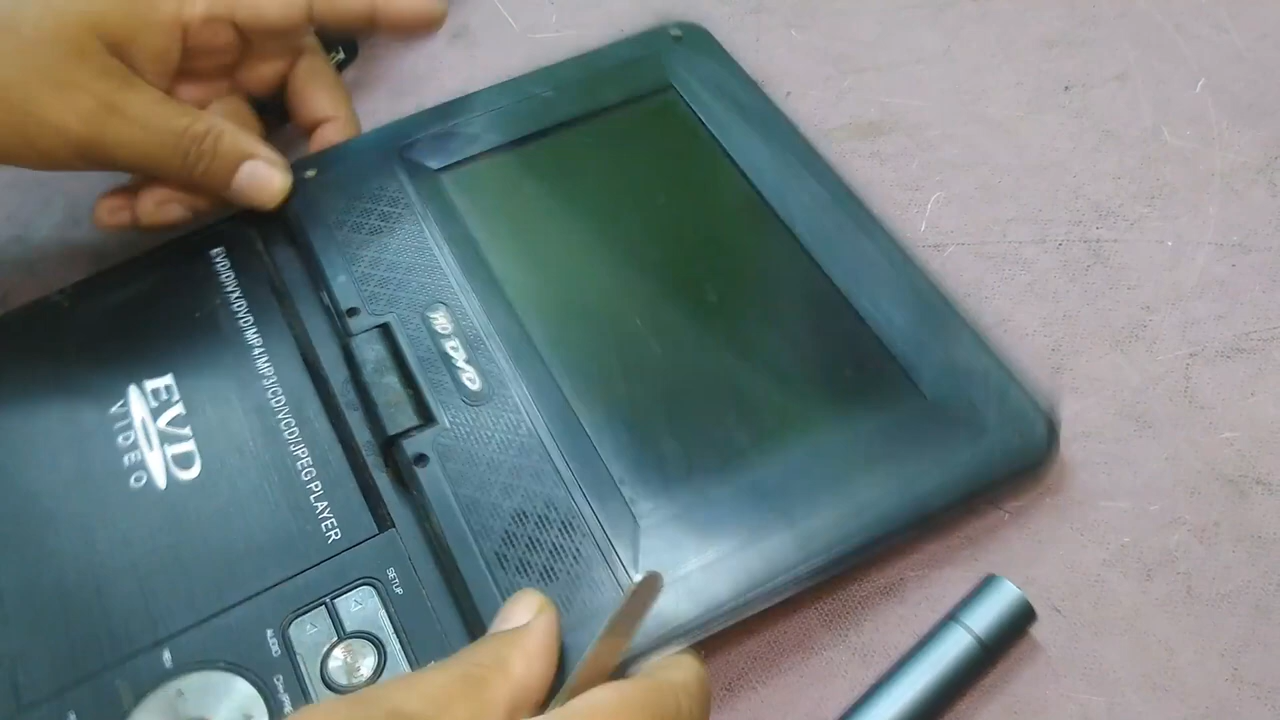 HD DVD
EVD/DIVX/DVD/MP4/MP3/CD/VCD/JPEG PLAYER
EVD
VIDEO
SETUP
AUDIO